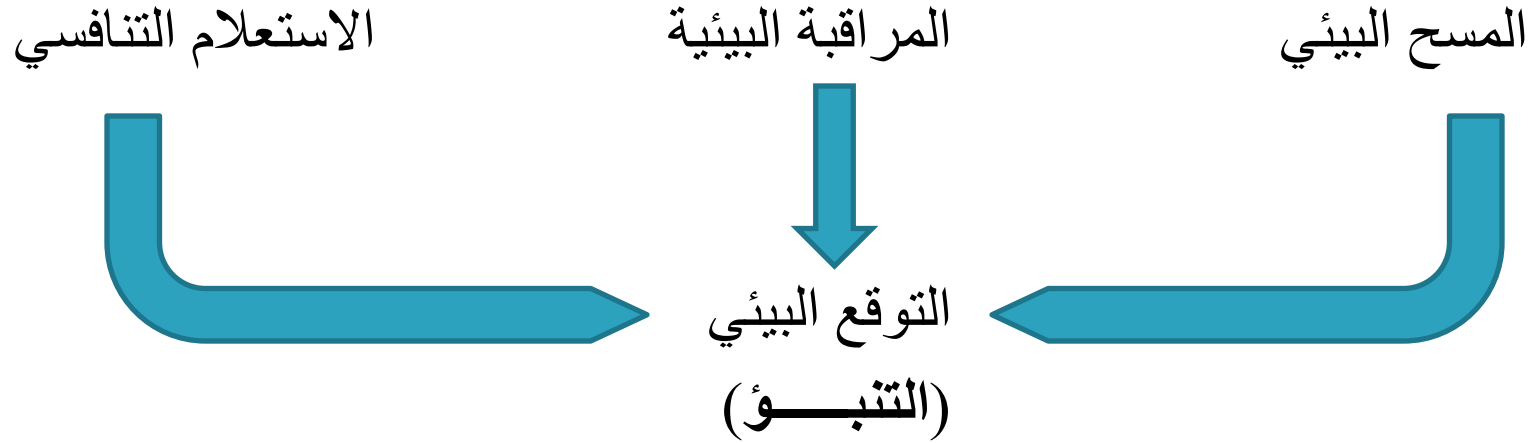 المسح البيئي
المراقبة البيئية
الاستعلام التنافسي
التوقع البيئي
(التنبـــــؤ)